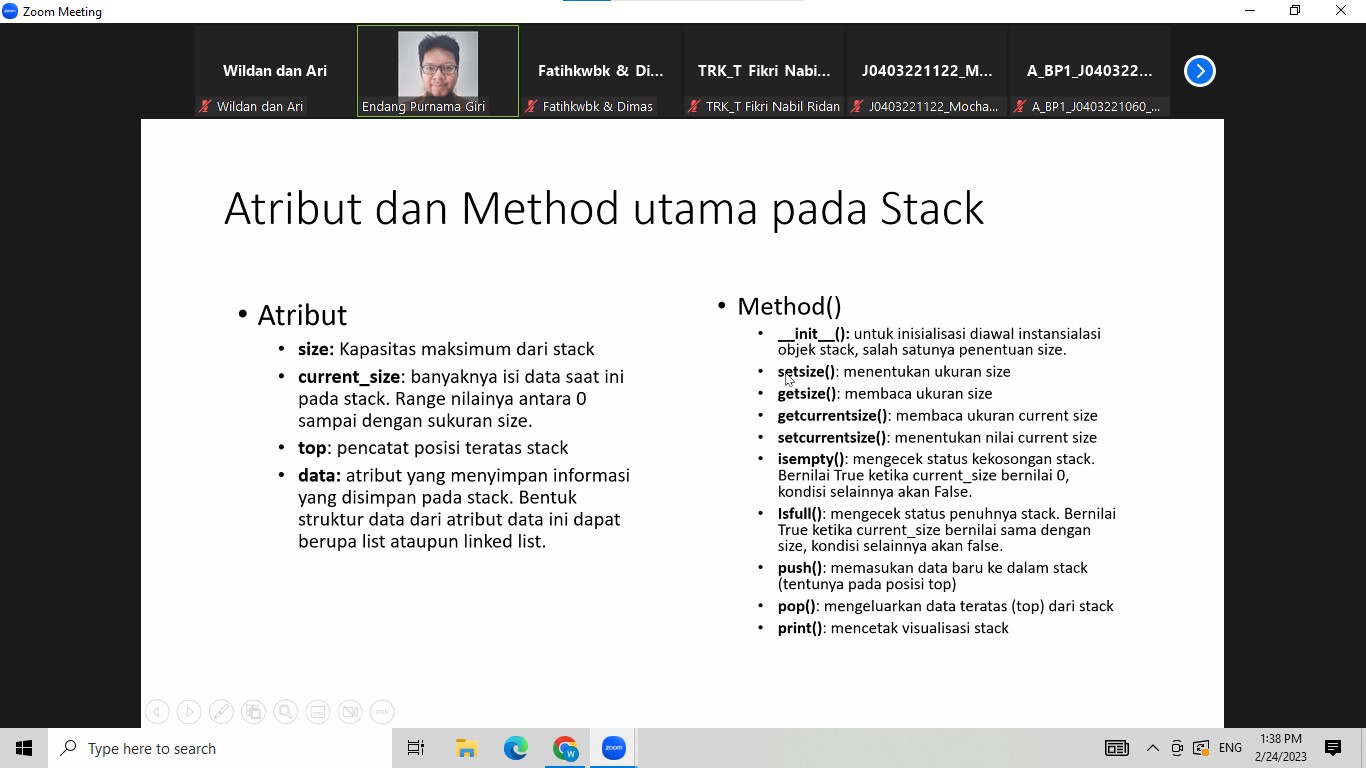 Zoom Meeting
Wildan dan Ari
Fatihkwbk & Di...
TRK_T Fikri Nabi...
J0403221122_M...
A_BP1_J040322...
Wildan dan Ari
Endang Purnama Giri
Fatihkwbk & Dimas
TRK_T Fikri Nabil Ridan
J0403221122_Mocha...
A_BP1_J0403221060_...
Atribut dan Method utama pada Stack
• Atribut
• size: Kapasitas maksimum dari stack
• current_size: banyaknya isi data saat ini
pada stack. Range nilainya antara 0
sampai dengan sukuran size.
• top: pencatat posisi teratas stack
• data: atribut yang menyimpan informasi
yang disimpan pada stack. Bentuk
struktur data dari atribut data ini dapat
berupa list ataupun linked list.
• Method()
• __init__(): untuk inisialisasi diawal instansialasi
objek stack, salah satunya penentuan size.
• setsize(): menentukan ukuran size
• getsize(): membaca ukuran size
• getcurrentsize(): membaca ukuran current size
• setcurrentsize(): menentukan nilai current size
• isempty(): mengecek status kekosongan stack.
Bernilai True ketika current_size bernilai 0,
kondisi selainnya akan False.
• Isfull(): mengecek status penuhnya stack. Bernilai
True ketika current_size bernilai sama dengan
size, kondisi selainnya akan false.
• push(): memasukan data baru ke dalam stack
(tentunya pada posisi top)
• pop(): mengeluarkan data teratas (top) dari stack
• print(): mencetak visualisasi stack
Type here to search
W
zoom
ENG
1:38 PM
2/24/2023